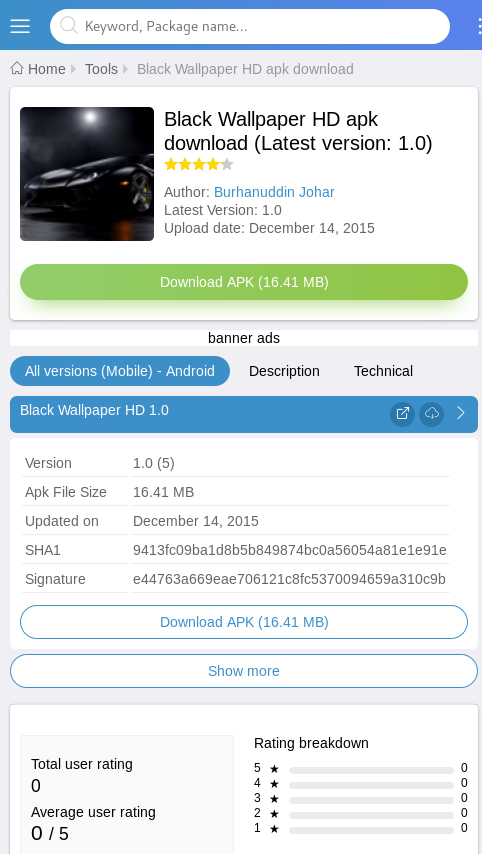 Keyword, Package name...
Home Tools Black Wallpaper HD apk download
Black Wallpaper HD apk
download (Latest version: 1.0)
Author: Burhanuddin Johar
Latest Version: 1.0
Upload date: December 14, 2015
Download APK (16.41 MB)
banner ads
All versions (Mobile) - Android Description Technical
Black Wallpaper HD 1.0
Version 1.0 (5)
Apk File Size 16.41 MB
Updated on December 14, 2015
SHA1 9413fc09ba1d8b5b849874bc0a56054a81e1e91e
Signature e44763a669eae706121c8fc5370094659a310c9b
Download APK (16.41 MB)
Show more
Total user rating
0
Average user rating
0 / 5
Rating breakdown
5 ★ 0
4 ★ 0
3 ★ 0
2 ★ 0
1 ★ 0